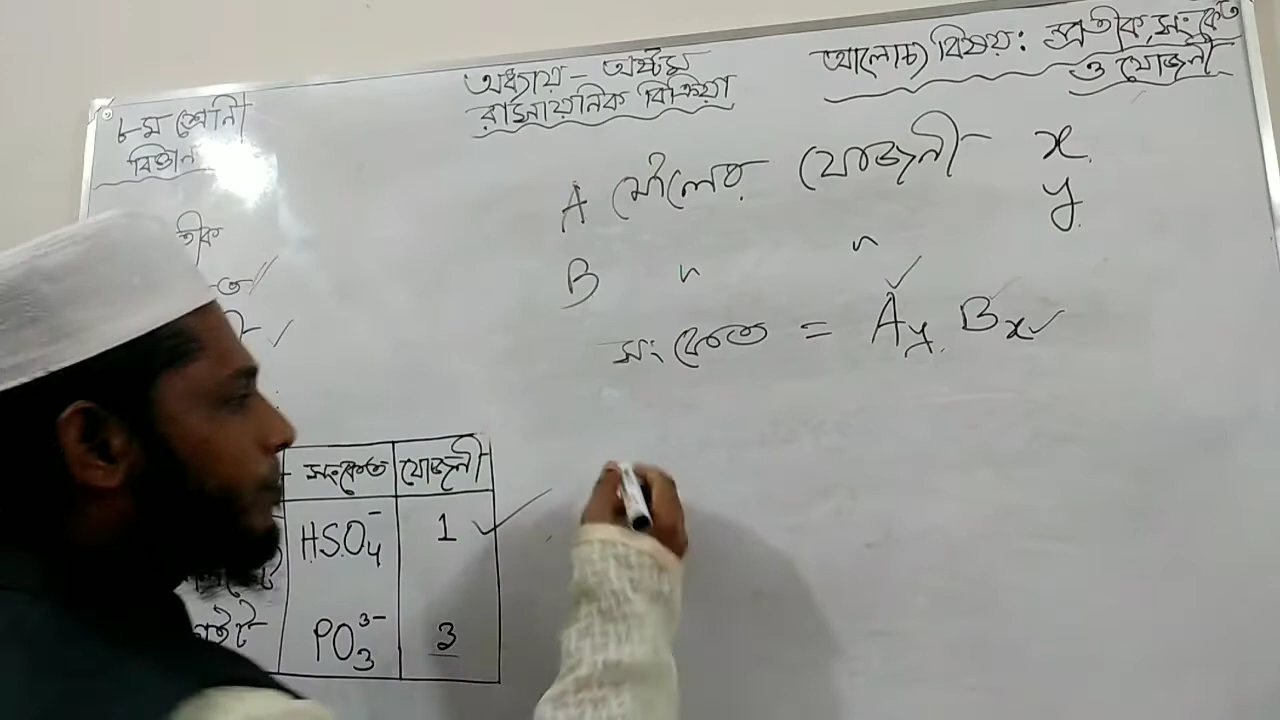 ৮ম শ্রেনী
বিজ্ঞান
অধ্যায় - অষ্টম
রাসায়নিক বিক্রিয়া
আলোচ্য বিষয়: প্রতীক, সংকেত
ও যোজনী
তীক
A মৌলের যোজনী - x
B " " y
সংকেত = Ay Bx
সংকেত যোজনী
HSO₄⁻ 1
PO₃³⁻ 3